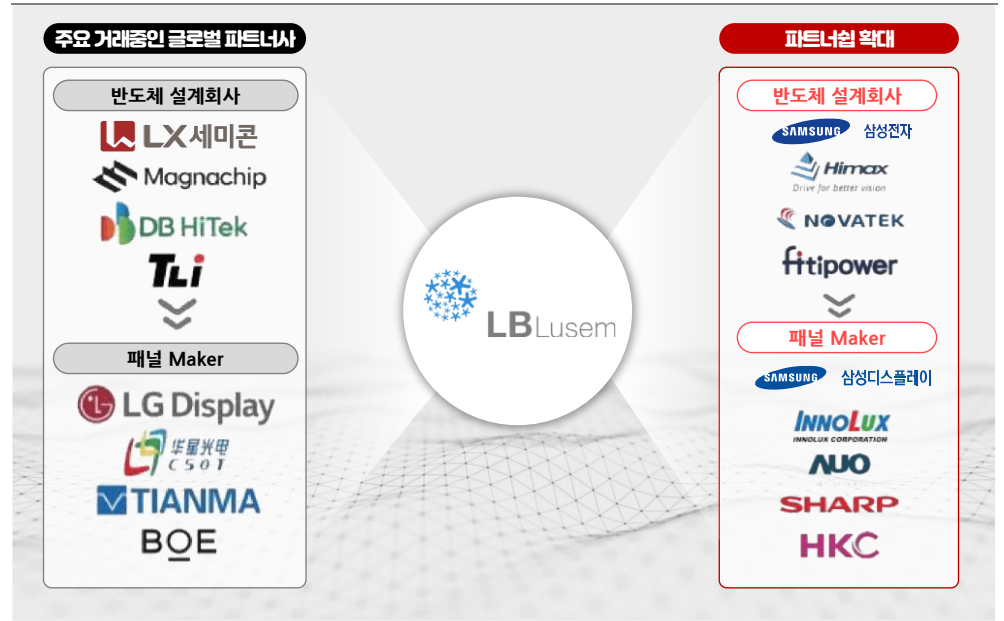 주요 거래중인 글로벌 파트너사
반도체 설계회사
LX세미콘
Magnachip
DB HiTek
TLi
패널 Maker
LG Display
华星光电
CSOT
TIANMA
BOE
LBLusem
파트너쉽 확대
반도체 설계회사
SAMSUNG 삼성전자
Himax
Drive for better vision
NOVATEK
fitipower
패널 Maker
SAMSUNG 삼성디스플레이
INNOLUX
INNOLUX CORPORATION
AUO
SHARP
HKC